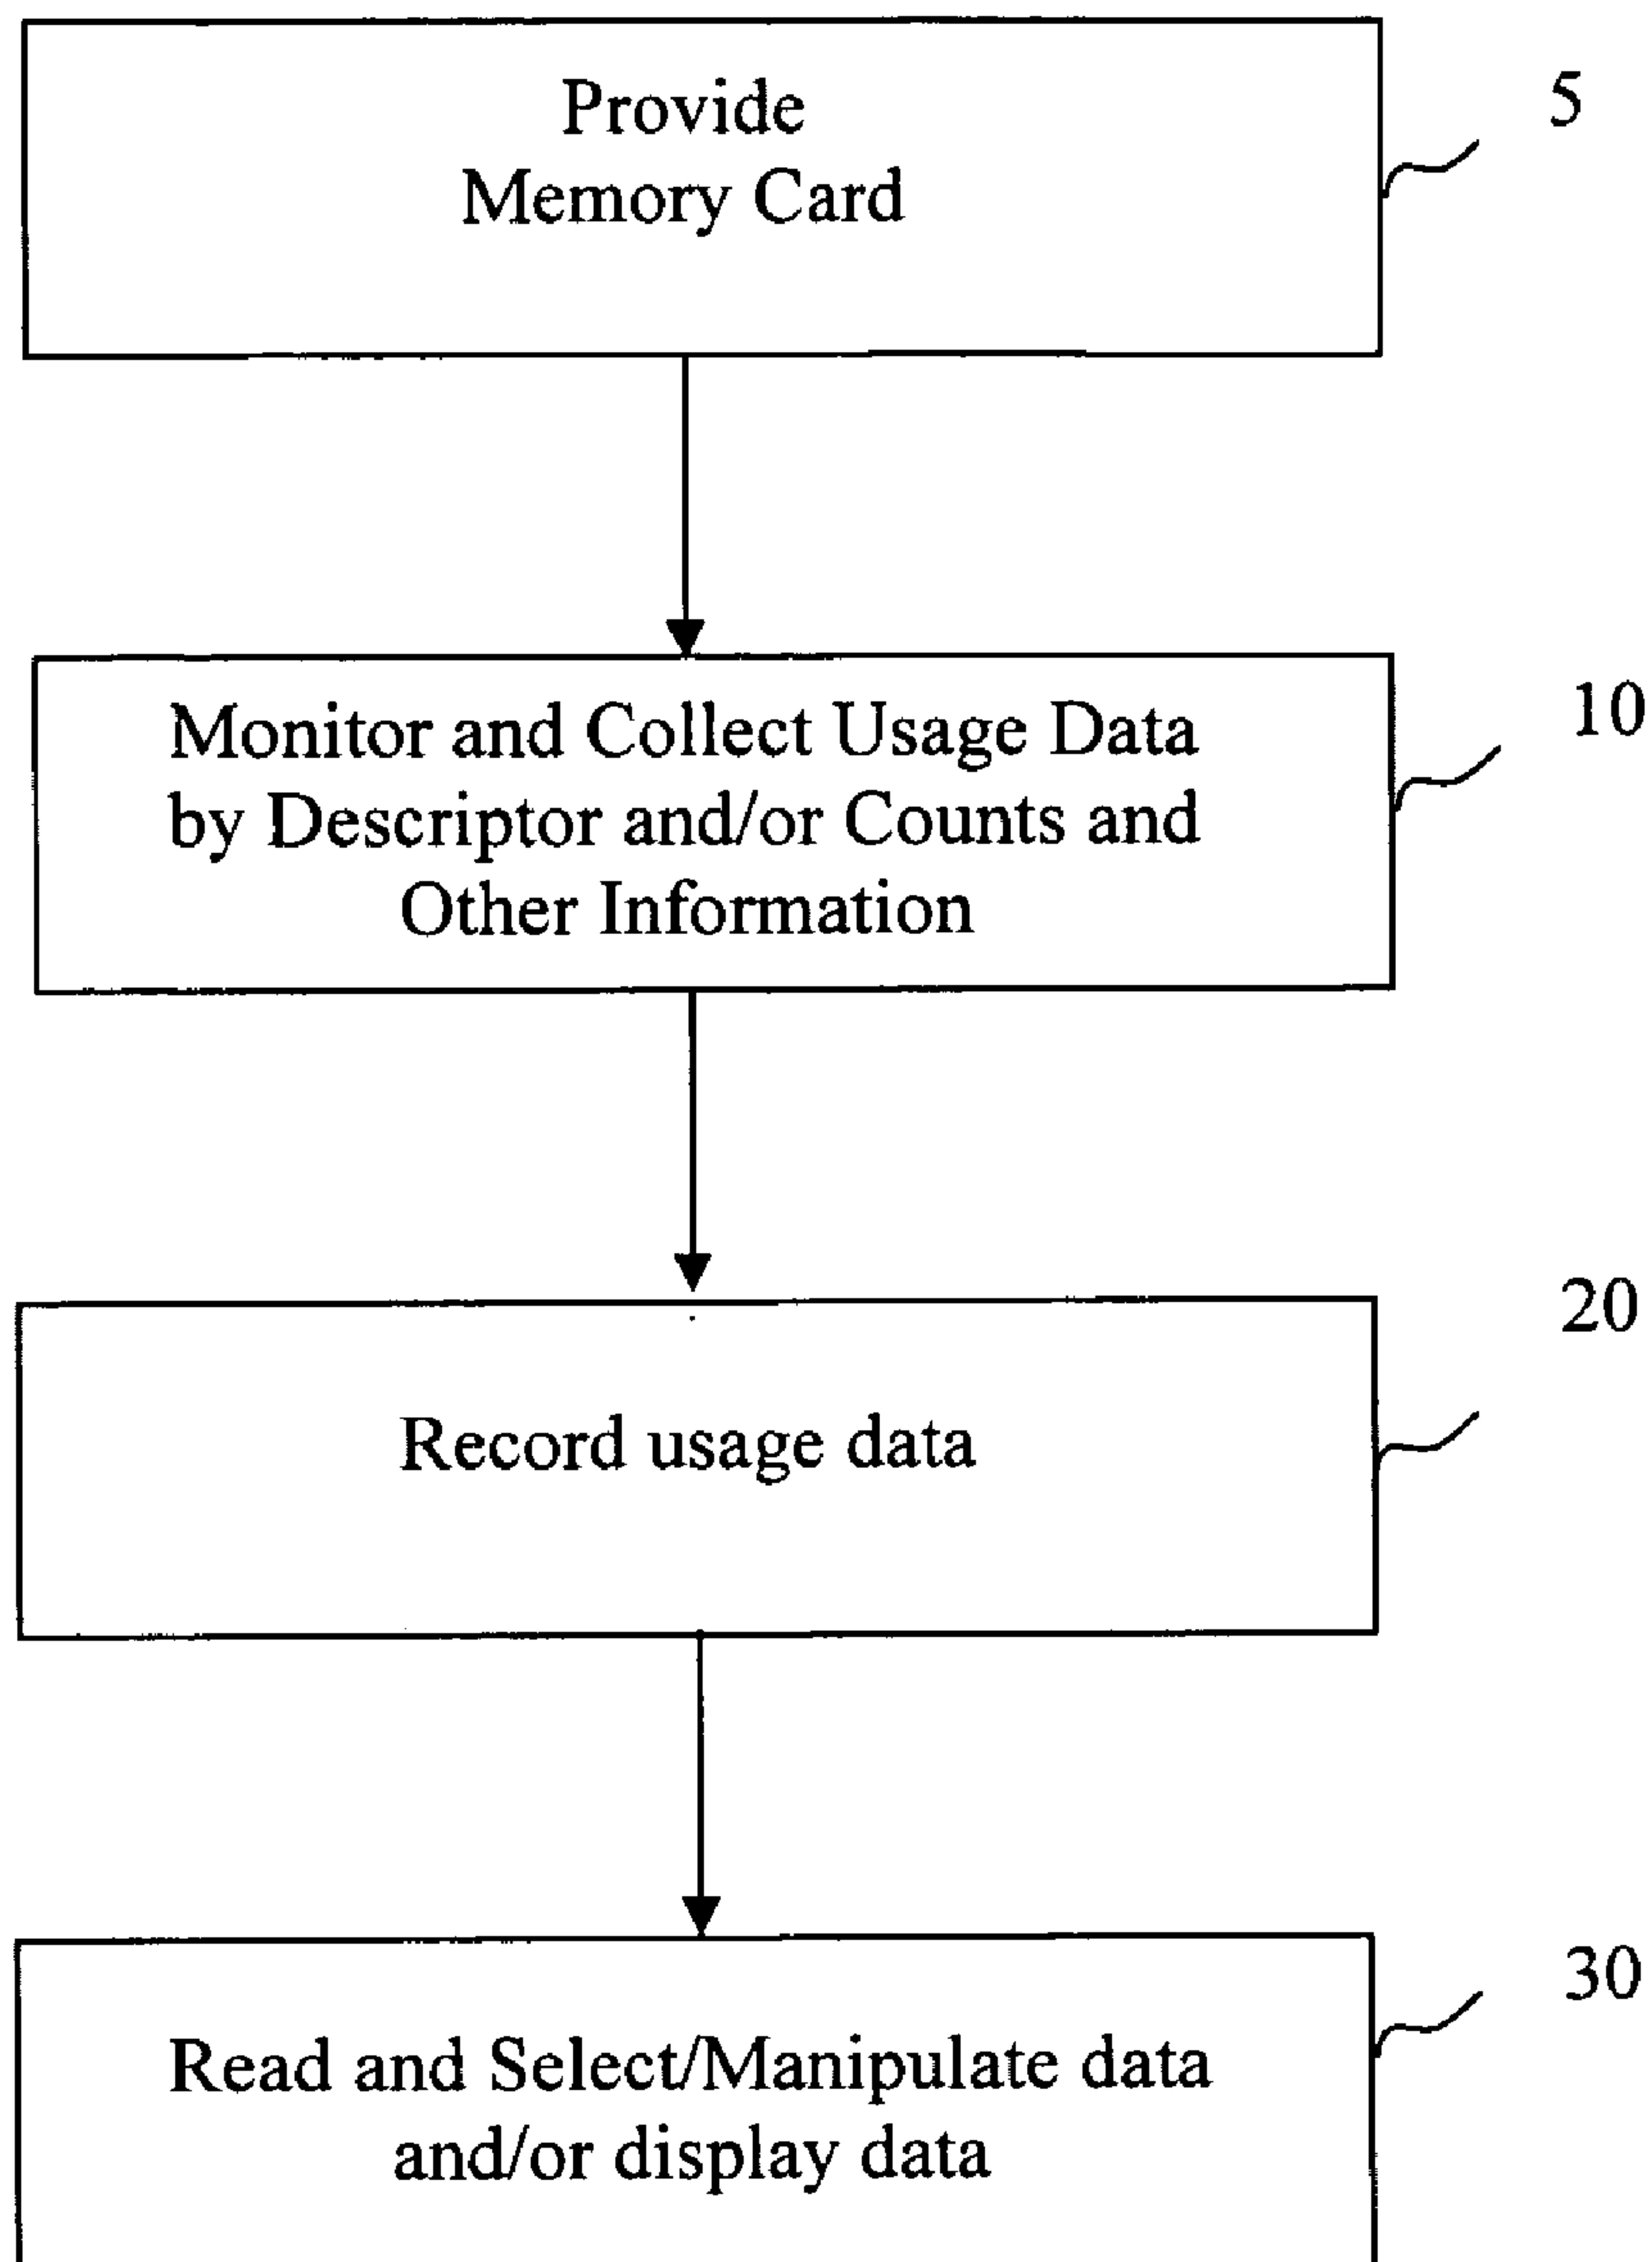 Provide
Memory Card
5
Monitor and Collect Usage Data
by Descriptor and/or Counts and
Other Information
10
Record usage data
20
Read and Select/Manipulate data
and/or display data
30